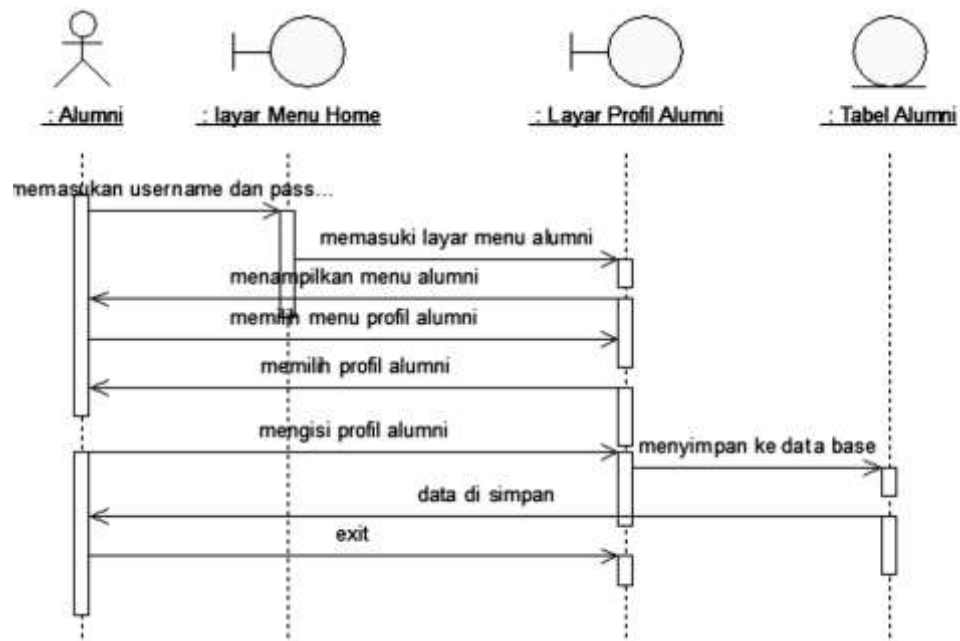 : Alumni
: layar Menu Home
: Layar Profil Alumni
: Tabel Alumni
memasukan username dan pass...
memasuki layar menu alumni
menampilkan menu alumni
memilih menu profil alumni
memilih profil alumni
mengisi profil alumni
menyimpan ke data base
data di simpan
exit